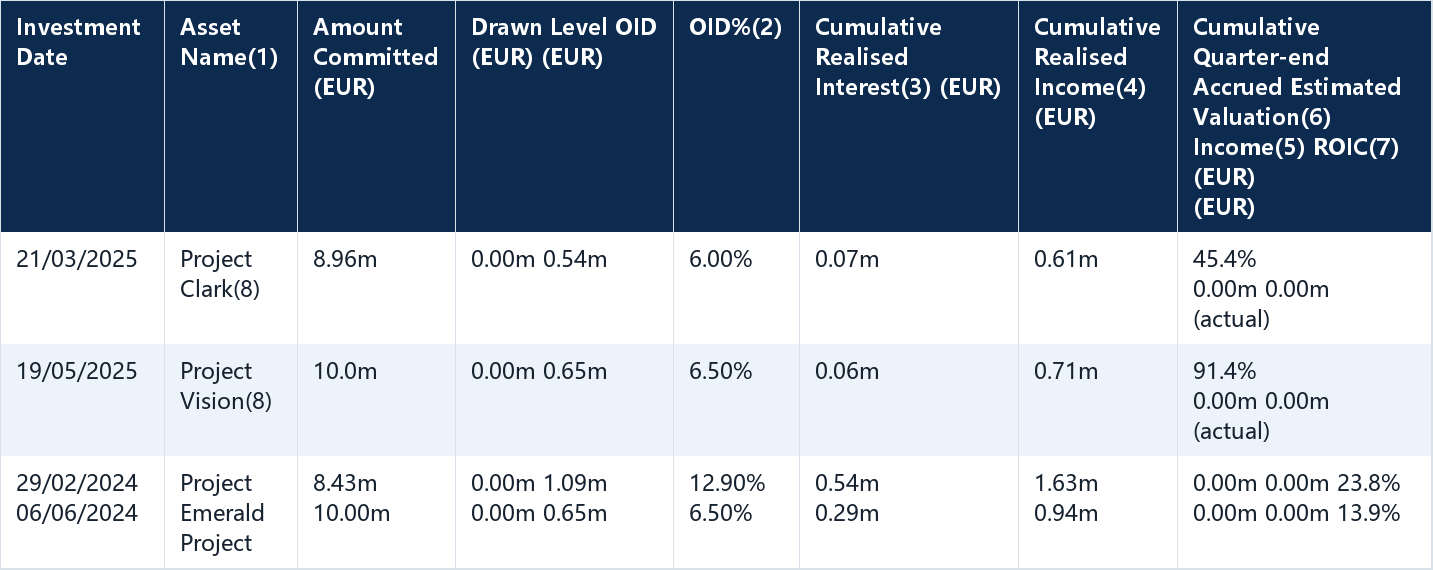 Investment Date
Asset Name(1)
Amount Committed (EUR)
Drawn Level OID (EUR) (EUR)
OID%(2)
Cumulative Realised Interest(3) (EUR)
Cumulative Realised Income(4) (EUR)
Cumulative Quarter-end Accrued Estimated Valuation(6) Income(5) ROIC(7) (EUR) (EUR)
21/03/2025
Project Clark(8)
8.96m
0.00m 0.54m
6.00%
0.07m
0.61m
45.4%
0.00m 0.00m
(actual)
19/05/2025
Project Vision(8)
10.0m
0.00m 0.65m
6.50%
0.06m
0.71m
91.4%
0.00m 0.00m
(actual)
29/02/2024
06/06/2024
Project Emerald Project
8.43m
10.00m
0.00m 1.09m
0.00m 0.65m
12.90%
6.50%
0.54m
0.29m
1.63m
0.94m
0.00m 0.00m 23.8%
0.00m 0.00m 13.9%